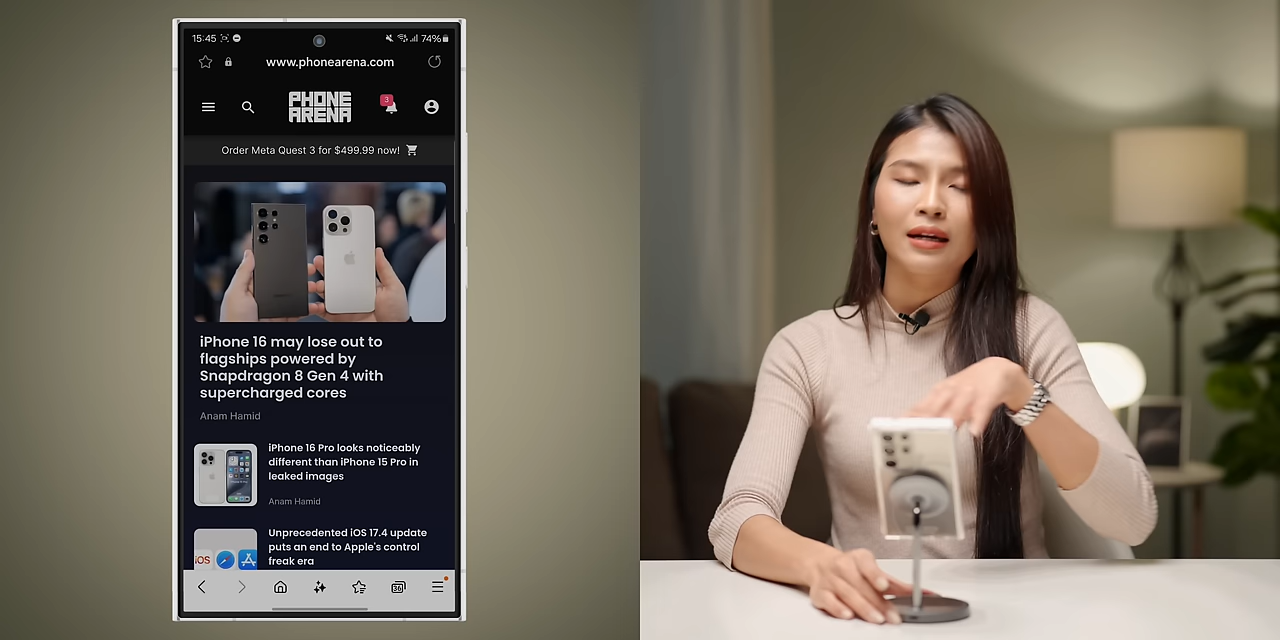 15:45
74%
www.phonearena.com
PHONE
ARENA
3
Order Meta Quest 3 for $499.99 now!
iPhone 16 may lose out to
flagships powered by
Snapdragon 8 Gen 4 with
supercharged cores
Anam Hamid
iPhone 16 Pro looks noticeably
different than iPhone 15 Pro in
leaked images
Anam Hamid
iOS
Unprecedented iOS 17.4 update
puts an end to Apple's control
freak era
36